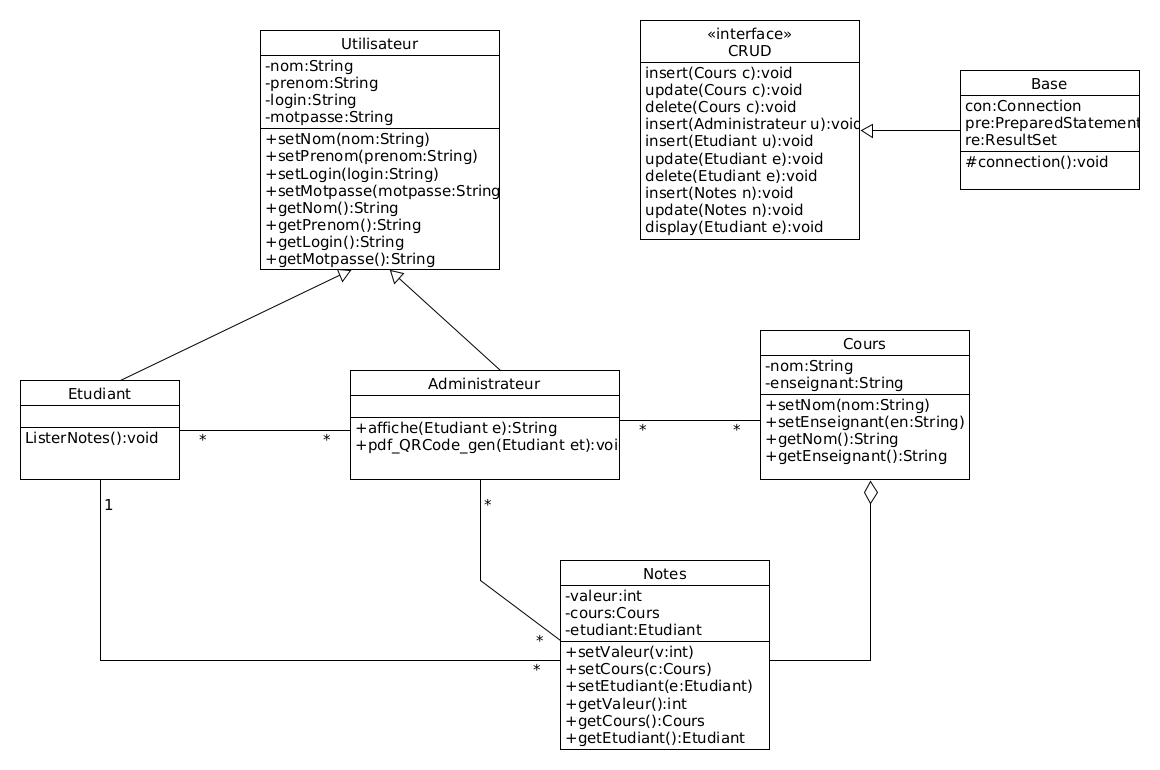 Utilisateur
-nom:String
-prenom:String
-login:String
-motpasse:String
+setNom(nom:String)
+setPrenom(prenom:String)
+setLogin(login:String)
+setMotpasse(motpasse:String
+getNom():String
+getPrenom():String
+getLogin():String
+getMotpasse():String
«interface»
CRUD
insert(Cours c):void
update(Cours c):void
delete(Cours c):void
insert(Administrateur u):void
insert(Etudiant u):void
update(Etudiant e):void
delete(Etudiant e):void
insert(Notes n):void
update(Notes n):void
display(Etudiant e):void
Base
con:Connection
pre:PreparedStatement
re:ResultSet
#connection():void
Etudiant
ListerNotes():void
* *
Administrateur
+affiche(Etudiant e):String
+pdf_QRCode_gen(Etudiant et):voi
* *
Cours
-nom:String
-enseignant:String
+setNom(nom:String)
+setEnseignant(en:String)
+getNom():String
+getEnseignant():String
1
*
*
*
Notes
-valeur:int
-cours:Cours
-etudiant:Etudiant
+setValeur(v:int)
+setCours(c:Cours)
+setEtudiant(e:Etudiant)
+getValeur():int
+getCours():Cours
+getEtudiant():Etudiant